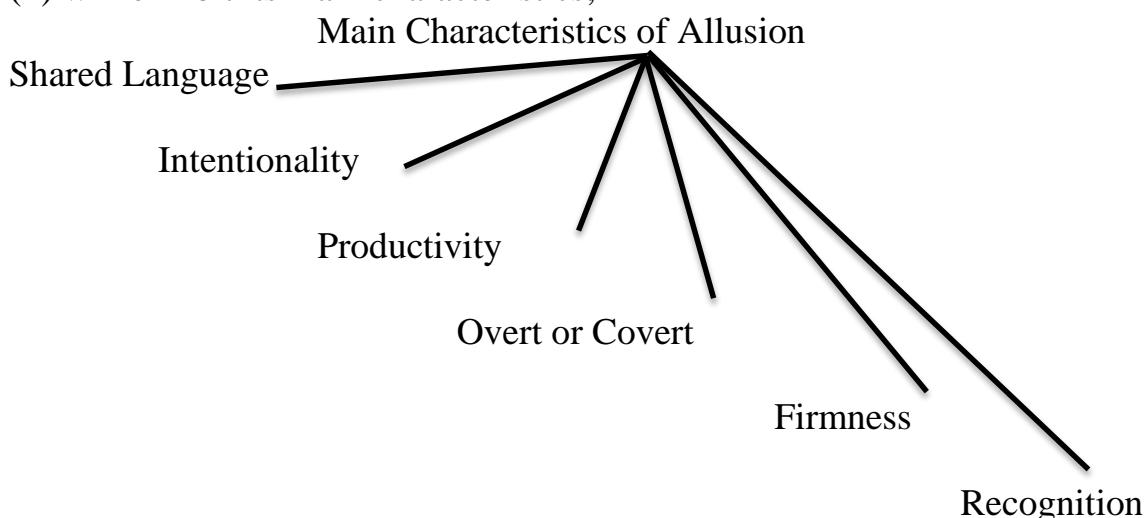 Main Characteristics of Allusion
Shared Language
Intentionality
Productivity
Overt or Covert
Firmness
Recognition